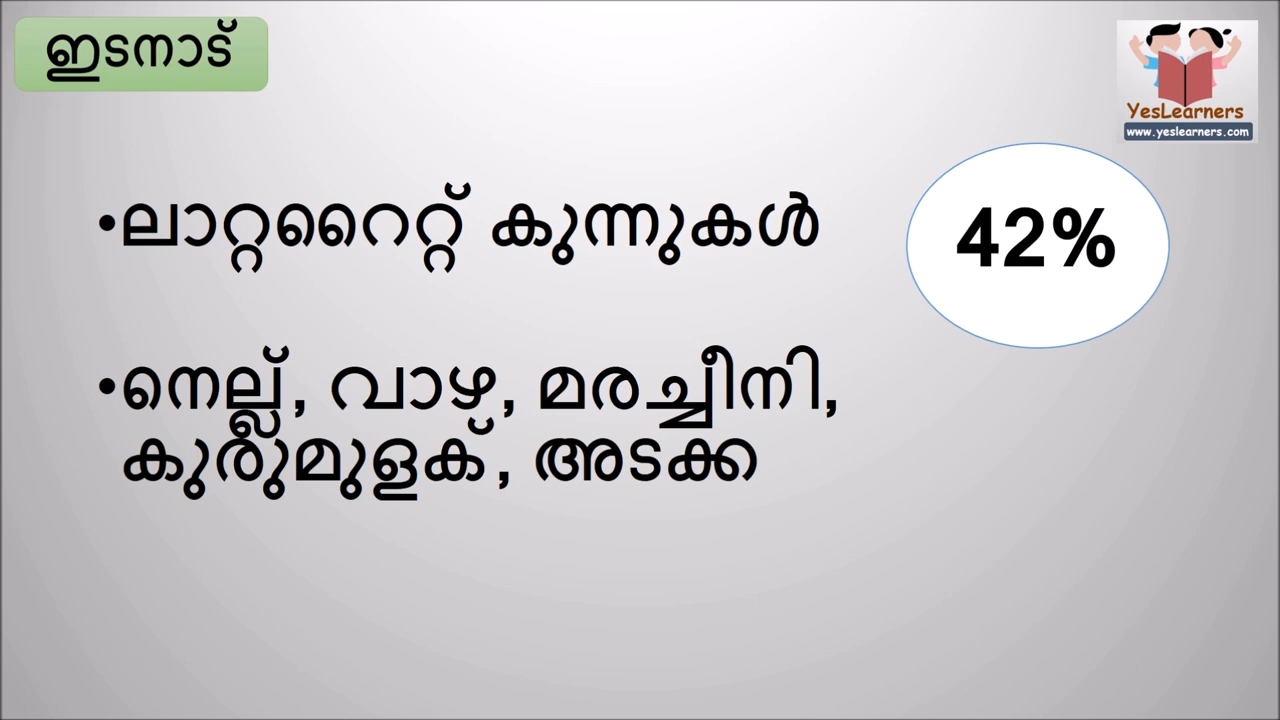 ഇടനാട്
YesLearners
www.yeslearners.com
•ലാറ്ററൈറ്റ് കുന്നുകൾ
42%
•നെല്ല്, വാഴ, മരച്ചീനി,
കുരുമുളക്, അടക്ക